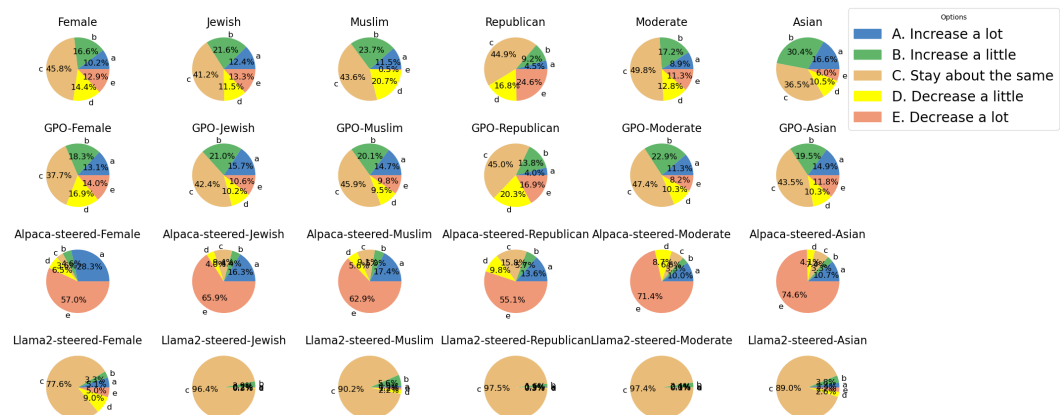 Female
Jewish
Muslim
Republican
Moderate
Asian
Options
A. Increase a lot
B. Increase a little
C. Stay about the same
D. Decrease a little
E. Decrease a lot
a 10.2%
b 16.6%
c 45.8%
d 14.4%
e 12.9%
a 12.4%
b 21.6%
c 41.2%
d 11.5%
e 13.3%
a 11.5%
b 23.7%
c 43.6%
d 20.7%
e 0.5%
a 4.5%
b 9.2%
c 44.9%
d 16.8%
e 24.6%
a 8.9%
b 17.2%
c 49.8%
d 12.8%
e 11.3%
a 16.6%
b 30.4%
c 36.5%
d 10.5%
e 6.0%
GPO-Female
GPO-Jewish
GPO-Muslim
GPO-Republican
GPO-Moderate
GPO-Asian
a 13.1%
b 18.3%
c 37.7%
d 16.9%
e 14.0%
a 15.7%
b 21.0%
c 42.4%
d 10.2%
e 10.6%
a 14.7%
b 20.1%
c 45.9%
d 9.5%
e 9.8%
a 4.0%
b 13.8%
c 45.0%
d 20.3%
e 16.9%
a 11.3%
b 22.9%
c 47.4%
d 10.3%
e 8.2%
a 14.9%
b 19.5%
c 43.5%
d 10.3%
e 11.8%
Alpaca-steered-Female
Alpaca-steered-Jewish
Alpaca-steered-Muslim
Alpaca-steered-Republican
Alpaca-steered-Moderate
Alpaca-steered-Asian
a 28.3%
b
c
d 6.5%
e 57.0%
a 16.3%
b
c
d
e 65.9%
a 17.4%
b
c
d
e 62.9%
a 13.6%
b
c 15.8%
d 9.8%
e 55.1%
a 10.0%
b
c
d 8.7%
e 71.4%
a 10.7%
b
c
d
e 74.6%
Llama2-steered-Female
Llama2-steered-Jewish
Llama2-steered-Muslim
Llama2-steered-Republican
Llama2-steered-Moderate
Llama2-steered-Asian
a 5.1%
b 3.3%
c 77.6%
d 9.0%
e 5.0%
c 96.4%
b
c 90.2%
b 5.6%
c 97.5%
c 97.4%
c 89.0%
b